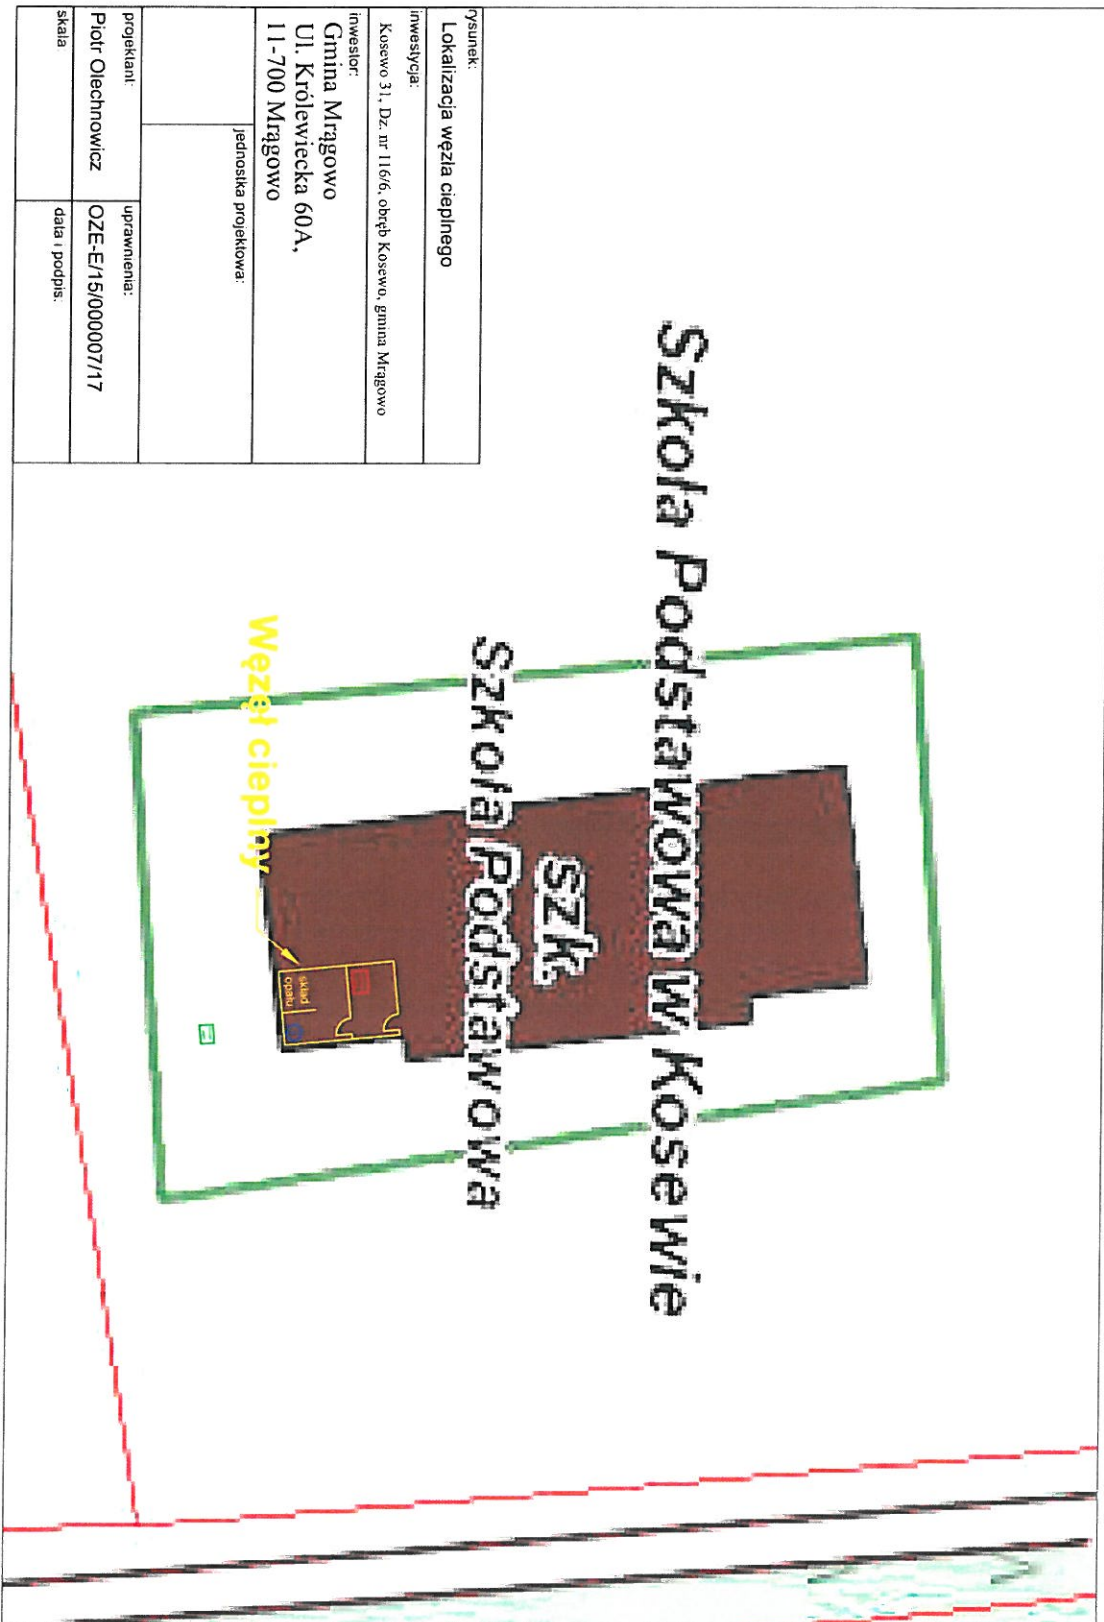 rysunek:
Lokalizacja węzła cieplnego
inwestycja:
Kosewo 31, Dz. nr 116/6, obręb Kosewo, gmina Mrągowo
inwestor:
Gmina Mrągowo
Ul. Królewiecka 60A,
11-700 Mrągowo
jednostka projektowa:
projektant:
Piotr Olechnowicz
uprawnienia:
OZE-E/15/000007/17
skala
data i podpis:
Szkoła Podstawowa w Kosewie
szk.
Szkoła Podstawowa
Węzeł cieplny
skład
opału